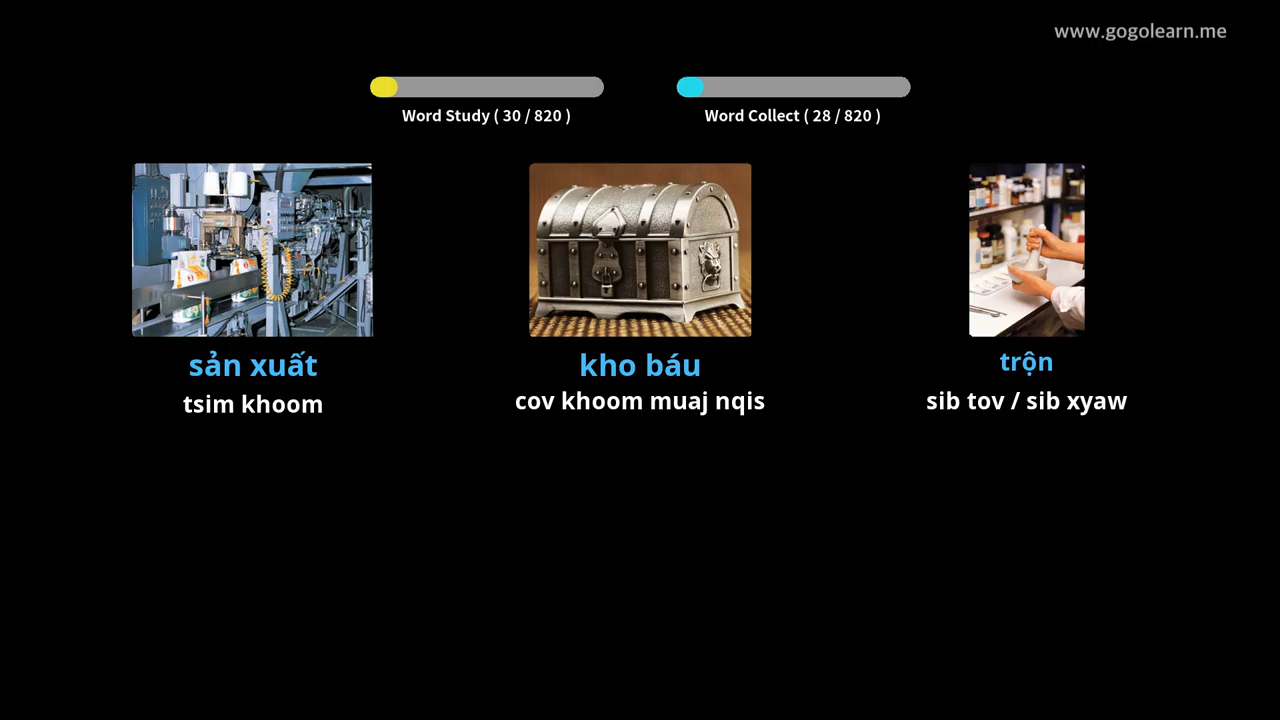 www.gogolearn.me
Word Study ( 30 / 820 )
Word Collect ( 28 / 820 )
sản xuất
tsim khoom
kho báu
cov khoom muaj nqis
trộn
sib tov / sib xyaw